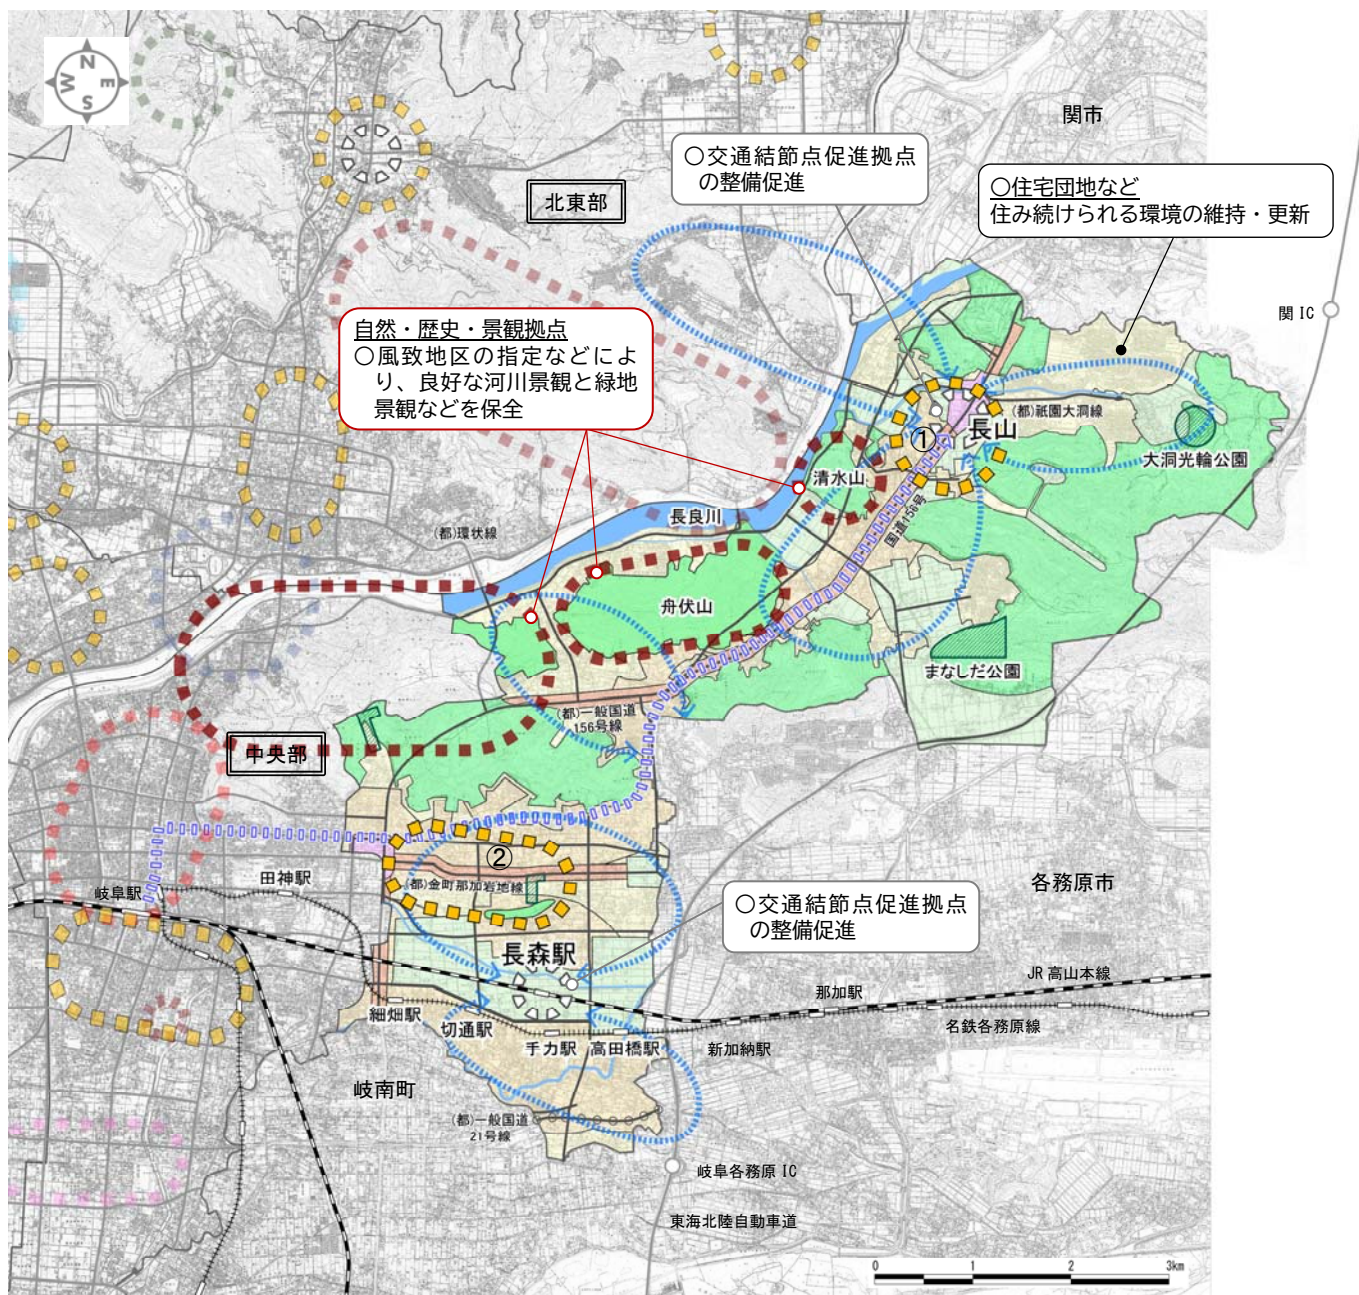 N
W
E
S
関市
○交通結節点促進拠点
の整備促進
○住宅団地など
住み続けられる環境の維持・更新
北東部
関 IC
自然・歴史・景観拠点
○風致地区の指定などによ
り、良好な河川景観と緑地
景観などを保全
(都)祇園大洞線
①
長山
大洞光輪公園
清水山
長良川
国道156号
(都)環状線
舟伏山
まなしだ公園
(都)一般国道
156号線
中央部
②
(都)金町那加岩地線
田神駅
岐阜駅
各務原市
○交通結節点促進拠点
の整備促進
長森駅
JR 高山本線
那加駅
名鉄各務原線
細畑駅
切通駅
手力駅
高田橋駅
新加納駅
岐南町
(都)一般国道
21号線
岐阜各務原 IC
東海北陸自動車道
0
1
2
3km